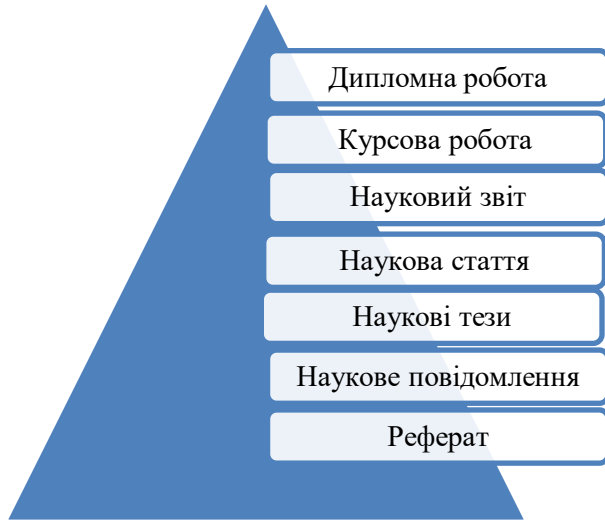 Дипломна робота
Курсова робота
Науковий звіт
Наукова стаття
Наукові тези
Наукове повідомлення
Реферат